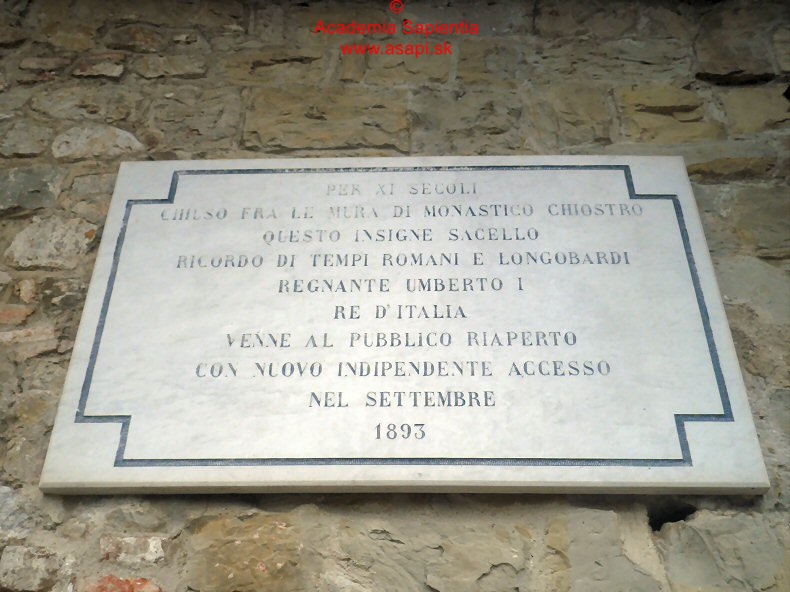 ©
Academia Sapientia
www.asapi.sk
PER XI SECOLI
CHIUSO FRA LE MURA DI MONASTICO CHIOSTRO
QUESTO INSIGNE SACELLO
RICORDO DI TEMPI ROMANI E LONGOBARDI
REGNANTE UMBERTO I
RE D'ITALIA
VENNE AL PUBBLICO RIAPERTO
CON NUOVO INDIPENDENTE ACCESSO
NEL SETTEMBRE
1893